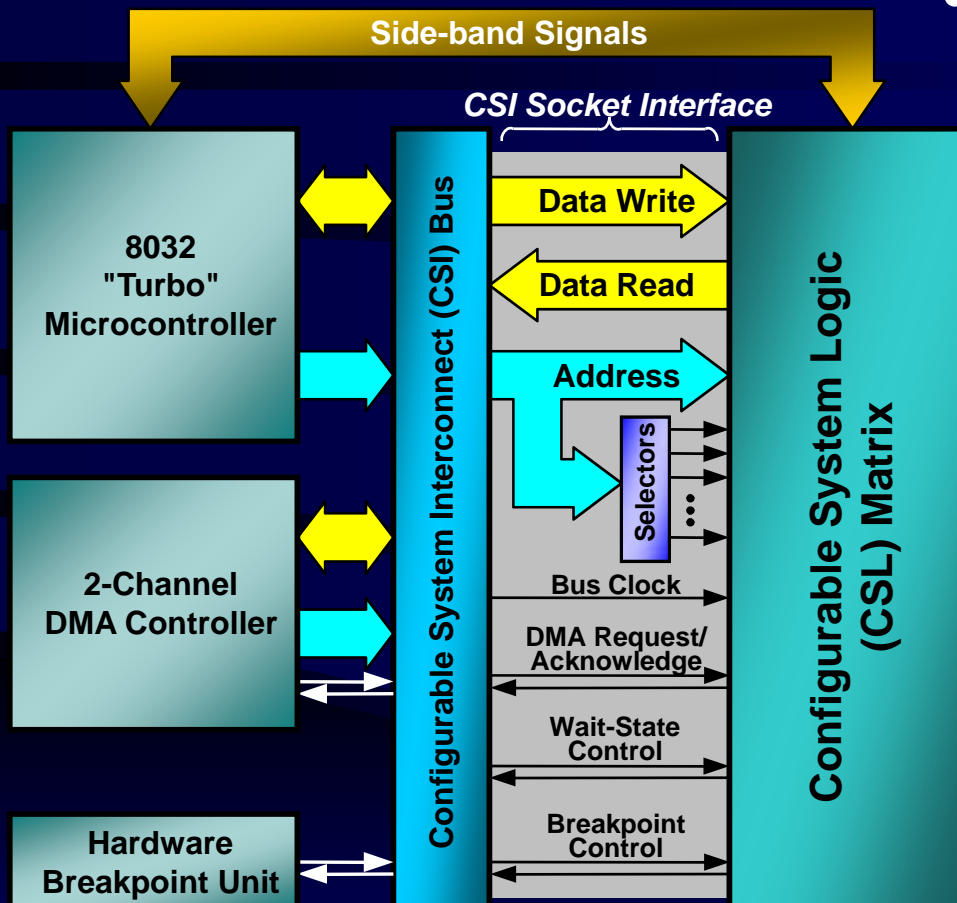 Side-band Signals
CSI Socket Interface
8032
"Turbo"
Microcontroller
2-Channel
DMA Controller
Hardware
Breakpoint Unit
Configurable System Interconnect (CSI) Bus
Data Write
Data Read
Address
Selectors
Bus Clock
DMA Request/
Acknowledge
Wait-State
Control
Breakpoint
Control
Configurable System Logic
(CSL) Matrix